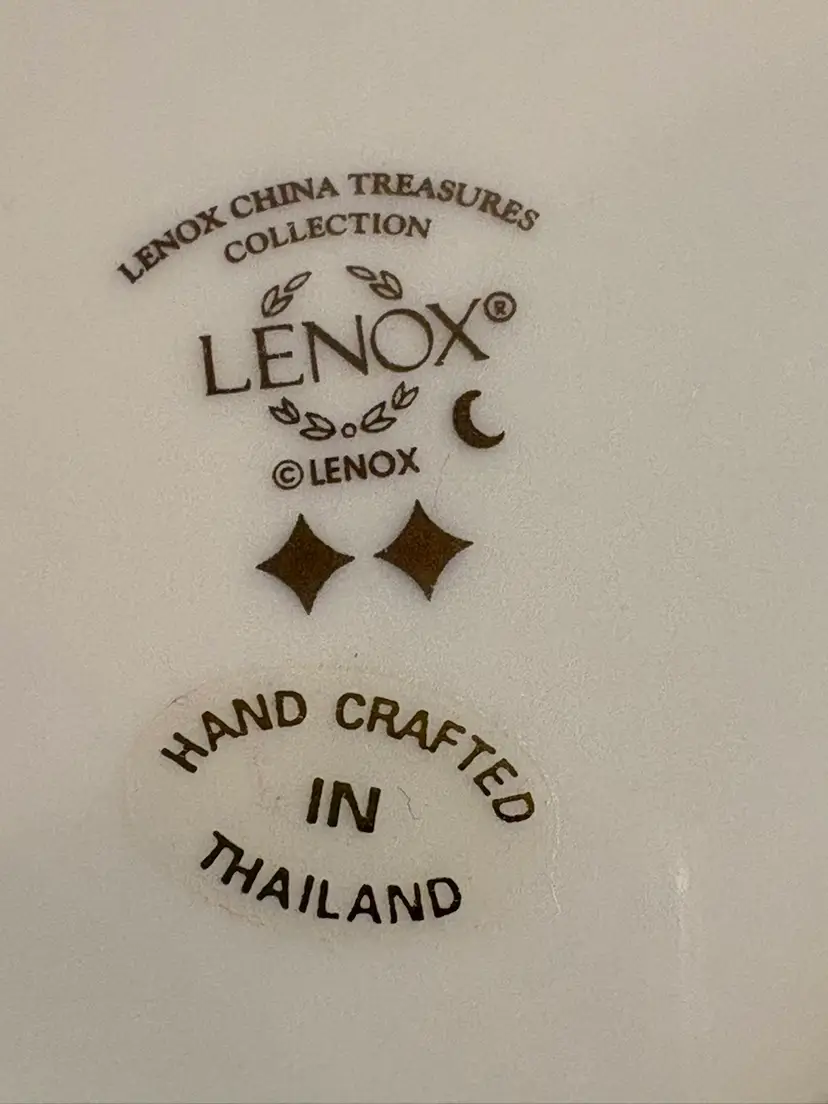 LENOX CHINA TREASURES
COLLECTION
LENOX®
©LENOX
HAND CRAFTED
IN
THAILAND